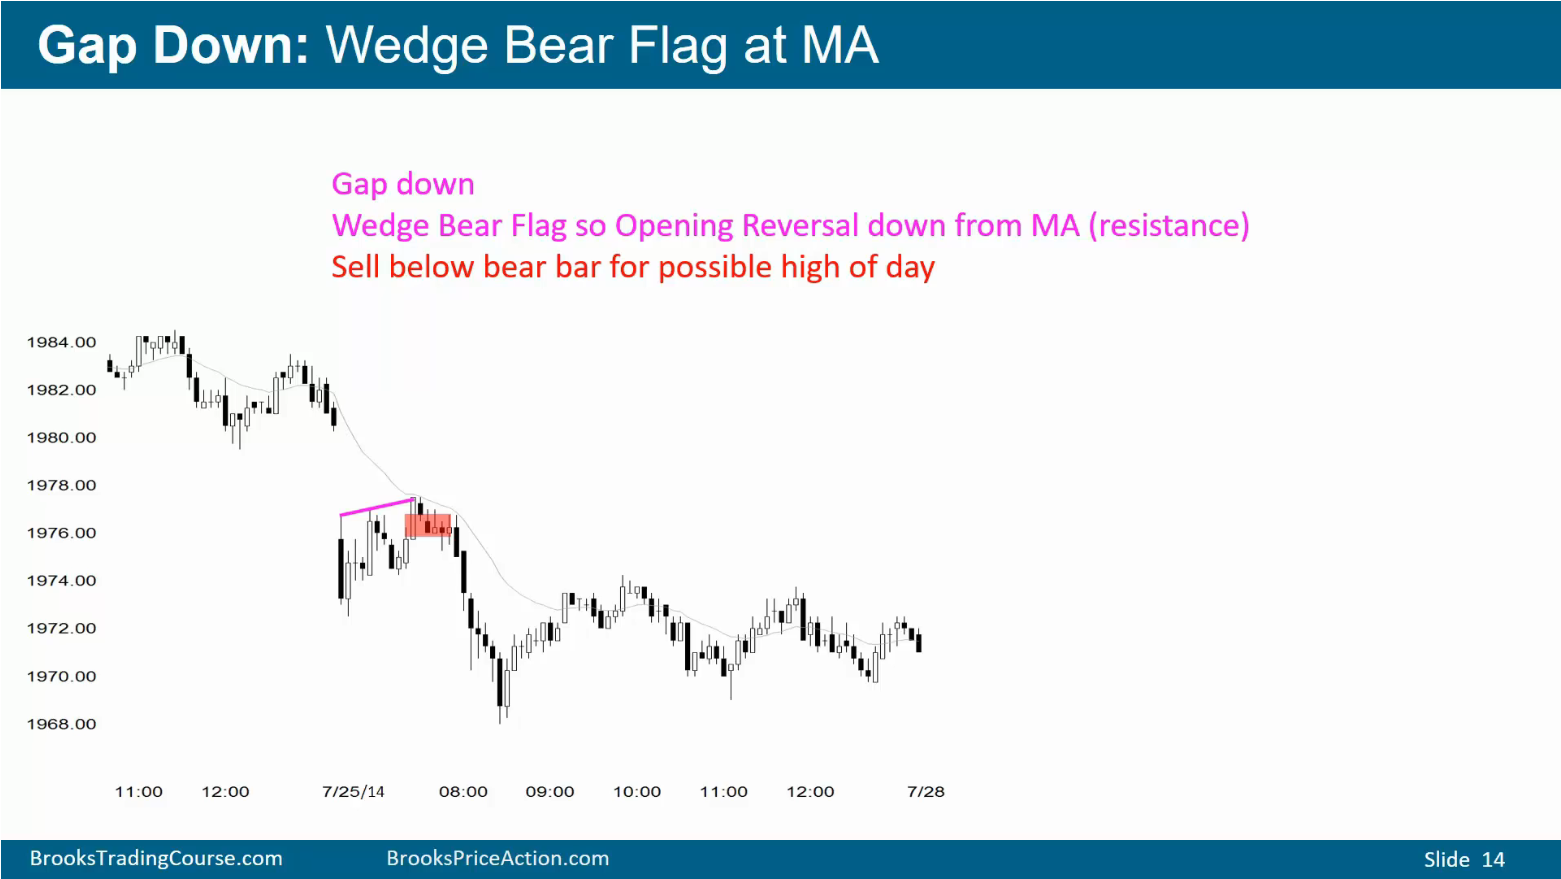 Gap Down: Wedge Bear Flag at MA
Gap down
Wedge Bear Flag so Opening Reversal down from MA (resistance)
Sell below bear bar for possible high of day
1984.00
1982.00
1980.00
1978.00
1976.00
1974.00
1972.00
1970.00
1968.00
11:00 12:00 7/25/14 08:00 09:00 10:00 11:00 12:00 7/28
BrooksTradingCourse.com BrooksPriceAction.com Slide 14